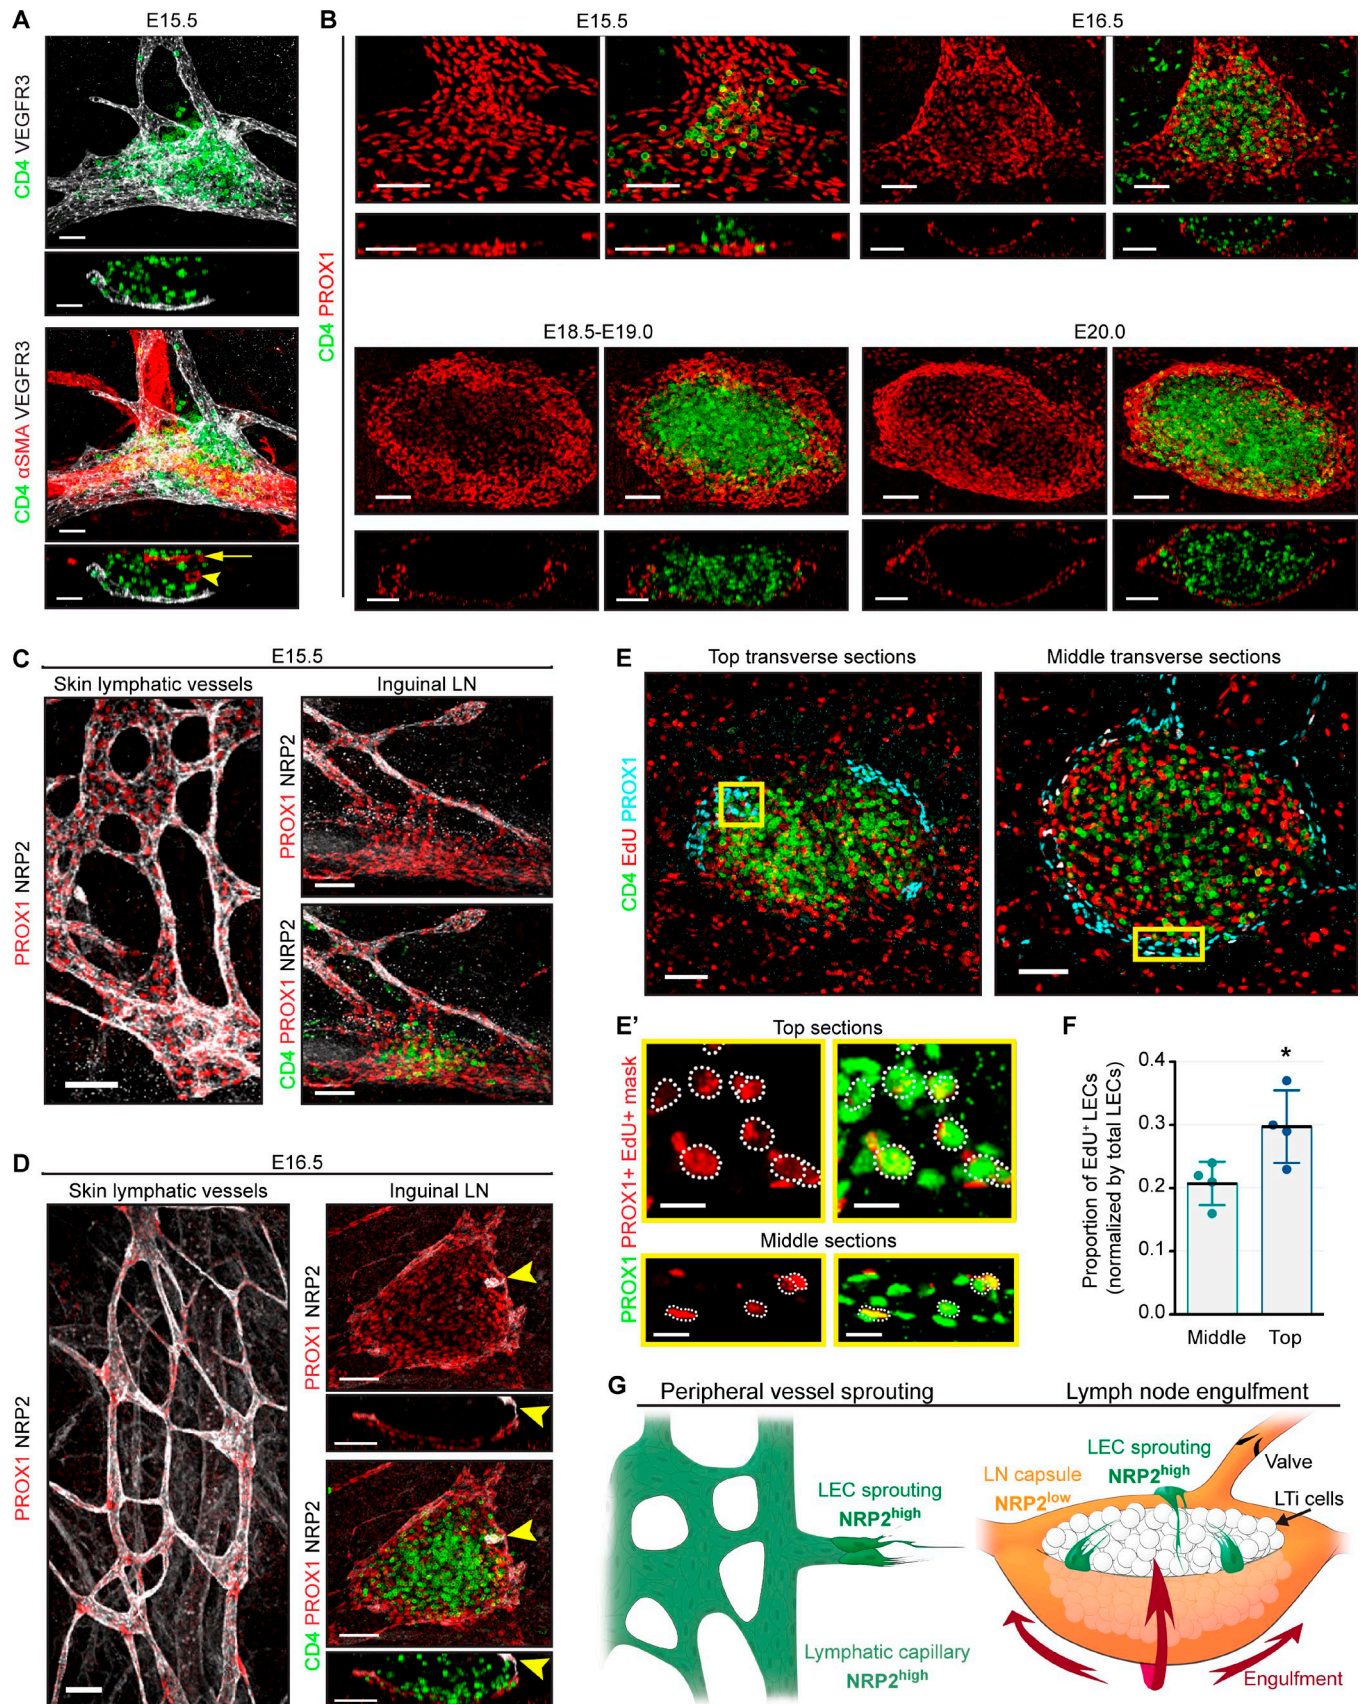 A
E15.5
CD4 VEGFR3
CD4 αSMA VEGFR3
B
E15.5
E16.5
CD4 PROX1
E18.5-E19.0
E20.0
C
E15.5
Skin lymphatic vessels
Inguinal LN
PROX1 NRP2
PROX1 NRP2
CD4 PROX1 NRP2
D
E16.5
Skin lymphatic vessels
Inguinal LN
PROX1 NRP2
PROX1 NRP2
CD4 PROX1 NRP2
E
Top transverse sections
Middle transverse sections
CD4 EdU PROX1
E'
Top sections
PROX1 PROX1+ EdU+ mask
Middle sections
F
Proportion of EdU⁺ LECs
(normalized by total LECs)
0.4
0.3
0.2
0.1
0.0
*
Middle
Top
G
Peripheral vessel sprouting
Lymph node engulfment
LEC sprouting
NRP2high
Lymphatic capillary
NRP2high
LEC sprouting
NRP2high
LN capsule
NRP2low
Valve
LTi cells
Engulfment